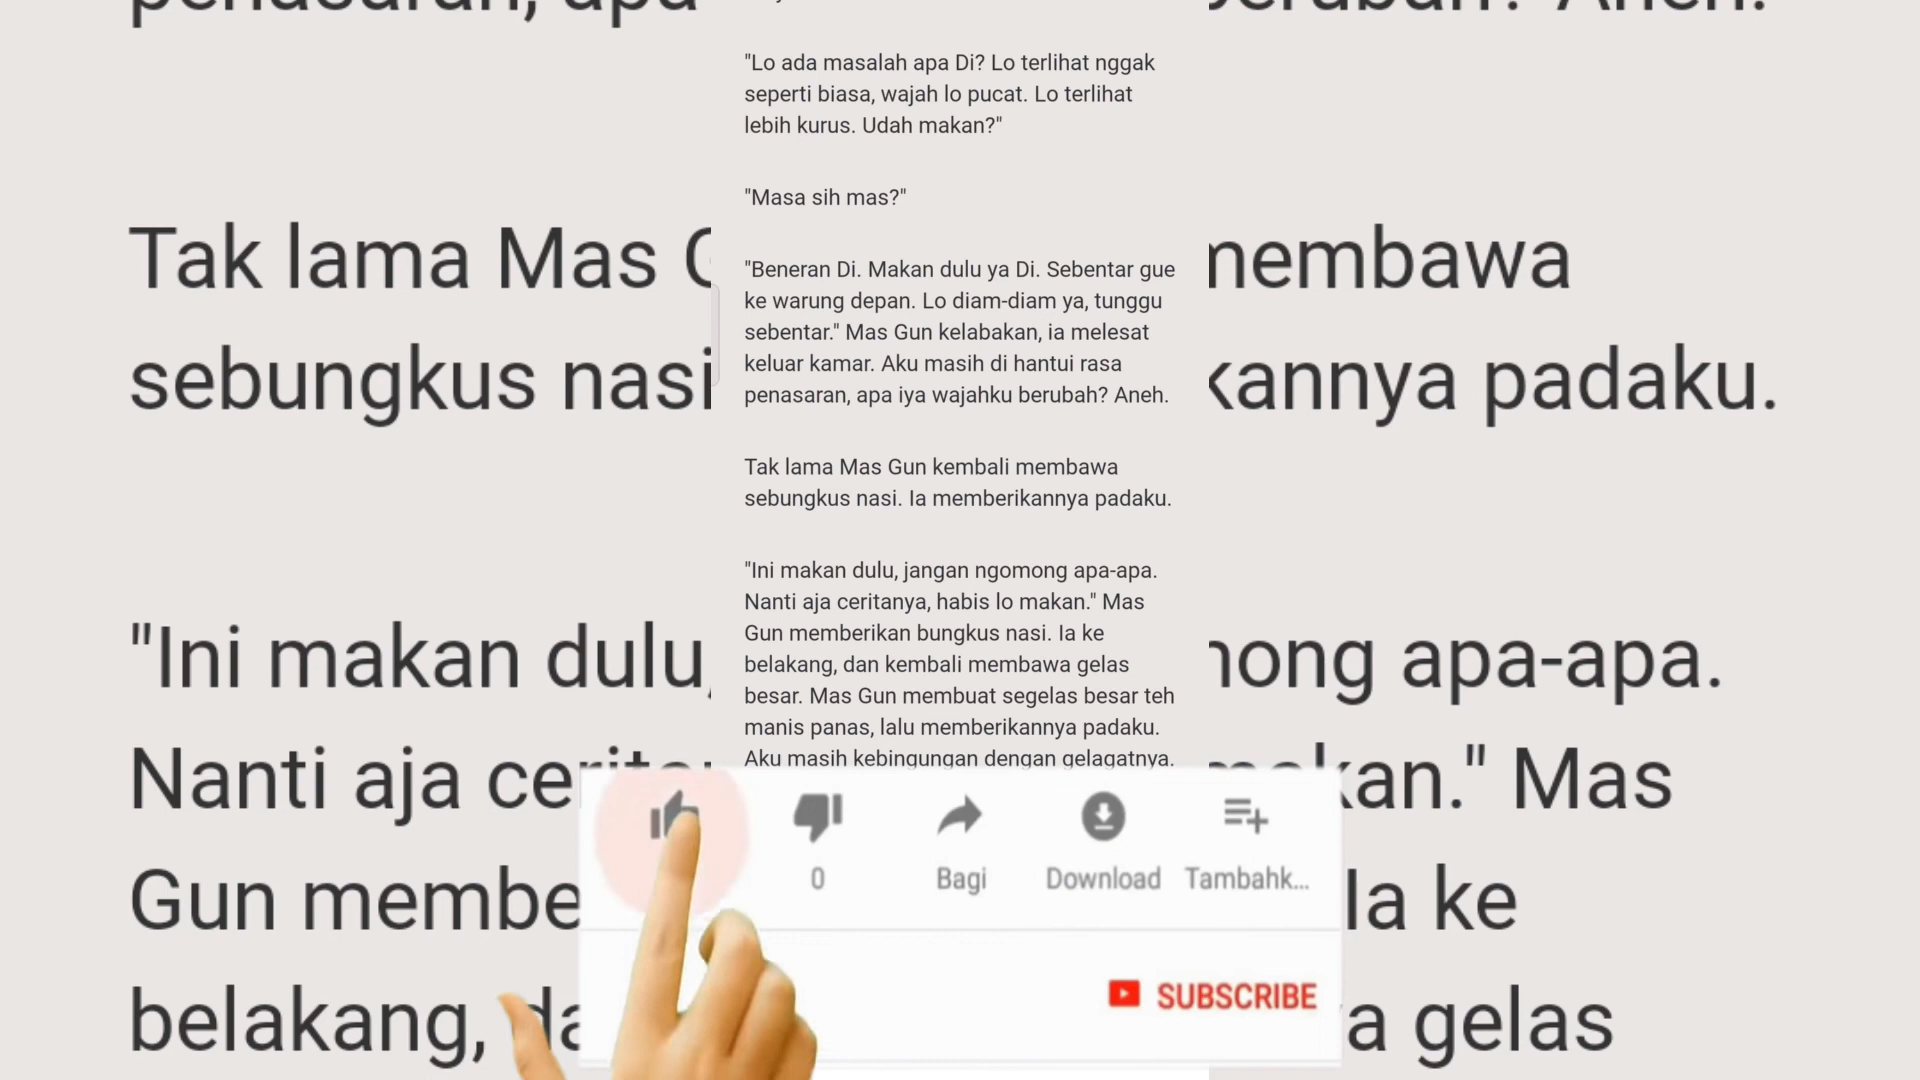 "Lo ada masalah apa Di? Lo terlihat nggak
seperti biasa, wajah lo pucat. Lo terlihat
lebih kurus. Udah makan?"
"Masa sih mas?"
"Beneran Di. Makan dulu ya Di. Sebentar gue
ke warung depan. Lo diam-diam ya, tunggu
sebentar." Mas Gun kelabakan, ia melesat
keluar kamar. Aku masih di hantui rasa
penasaran, apa iya wajahku berubah? Aneh.
Tak lama Mas Gun kembali membawa
sebungkus nasi. Ia memberikannya padaku.
"Ini makan dulu, jangan ngomong apa-apa.
Nanti aja ceritanya, habis lo makan." Mas
Gun memberikan bungkus nasi. Ia ke
belakang, dan kembali membawa gelas
besar. Mas Gun membuat segelas besar teh
manis panas, lalu memberikannya padaku.
Aku masih kebingungan dengan gelagatnya.
0
Bagi
Download
Tambahk...
SUBSCRIBE
penasaran, apa berubah? Aneh.
Tak lama Mas membawa
sebungkus nasi kannya padaku.
"Ini makan dulu, mong apa-apa.
Nanti aja makan." Mas
Gun Ia ke
belakang, gelas